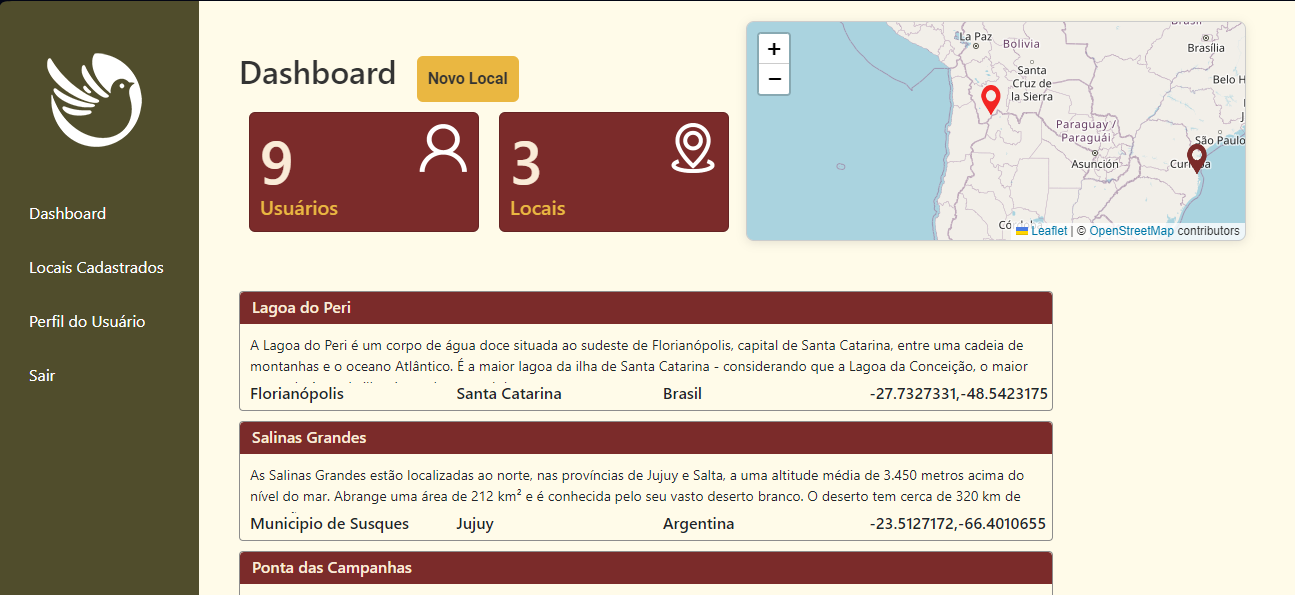 Dashboard
Locais Cadastrados
Perfil do Usuário
Sair
Dashboard
Novo Local
9
Usuários
3
Locais
+
−
La Paz
Bolivia
Brasília
Santa
Cruz de
la Sierra
Belo H
Paraguay /
Paraguái
São Paulo
Asunción
Leaflet | © OpenStreetMap contributors
Lagoa do Peri
A Lagoa do Peri é um corpo de água doce situada ao sudeste de Florianópolis, capital de Santa Catarina, entre uma cadeia de
montanhas e o oceano Atlântico. É a maior lagoa da ilha de Santa Catarina - considerando que a Lagoa da Conceição, o maior
Florianópolis Santa Catarina Brasil -27.7327331,-48.5423175
Salinas Grandes
As Salinas Grandes estão localizadas ao norte, nas províncias de Jujuy e Salta, a uma altitude média de 3.450 metros acima do
nível do mar. Abrange uma área de 212 km² e é conhecida pelo seu vasto deserto branco. O deserto tem cerca de 320 km de
Municipio de Susques Jujuy Argentina -23.5127172,-66.4010655
Ponta das Campanhas